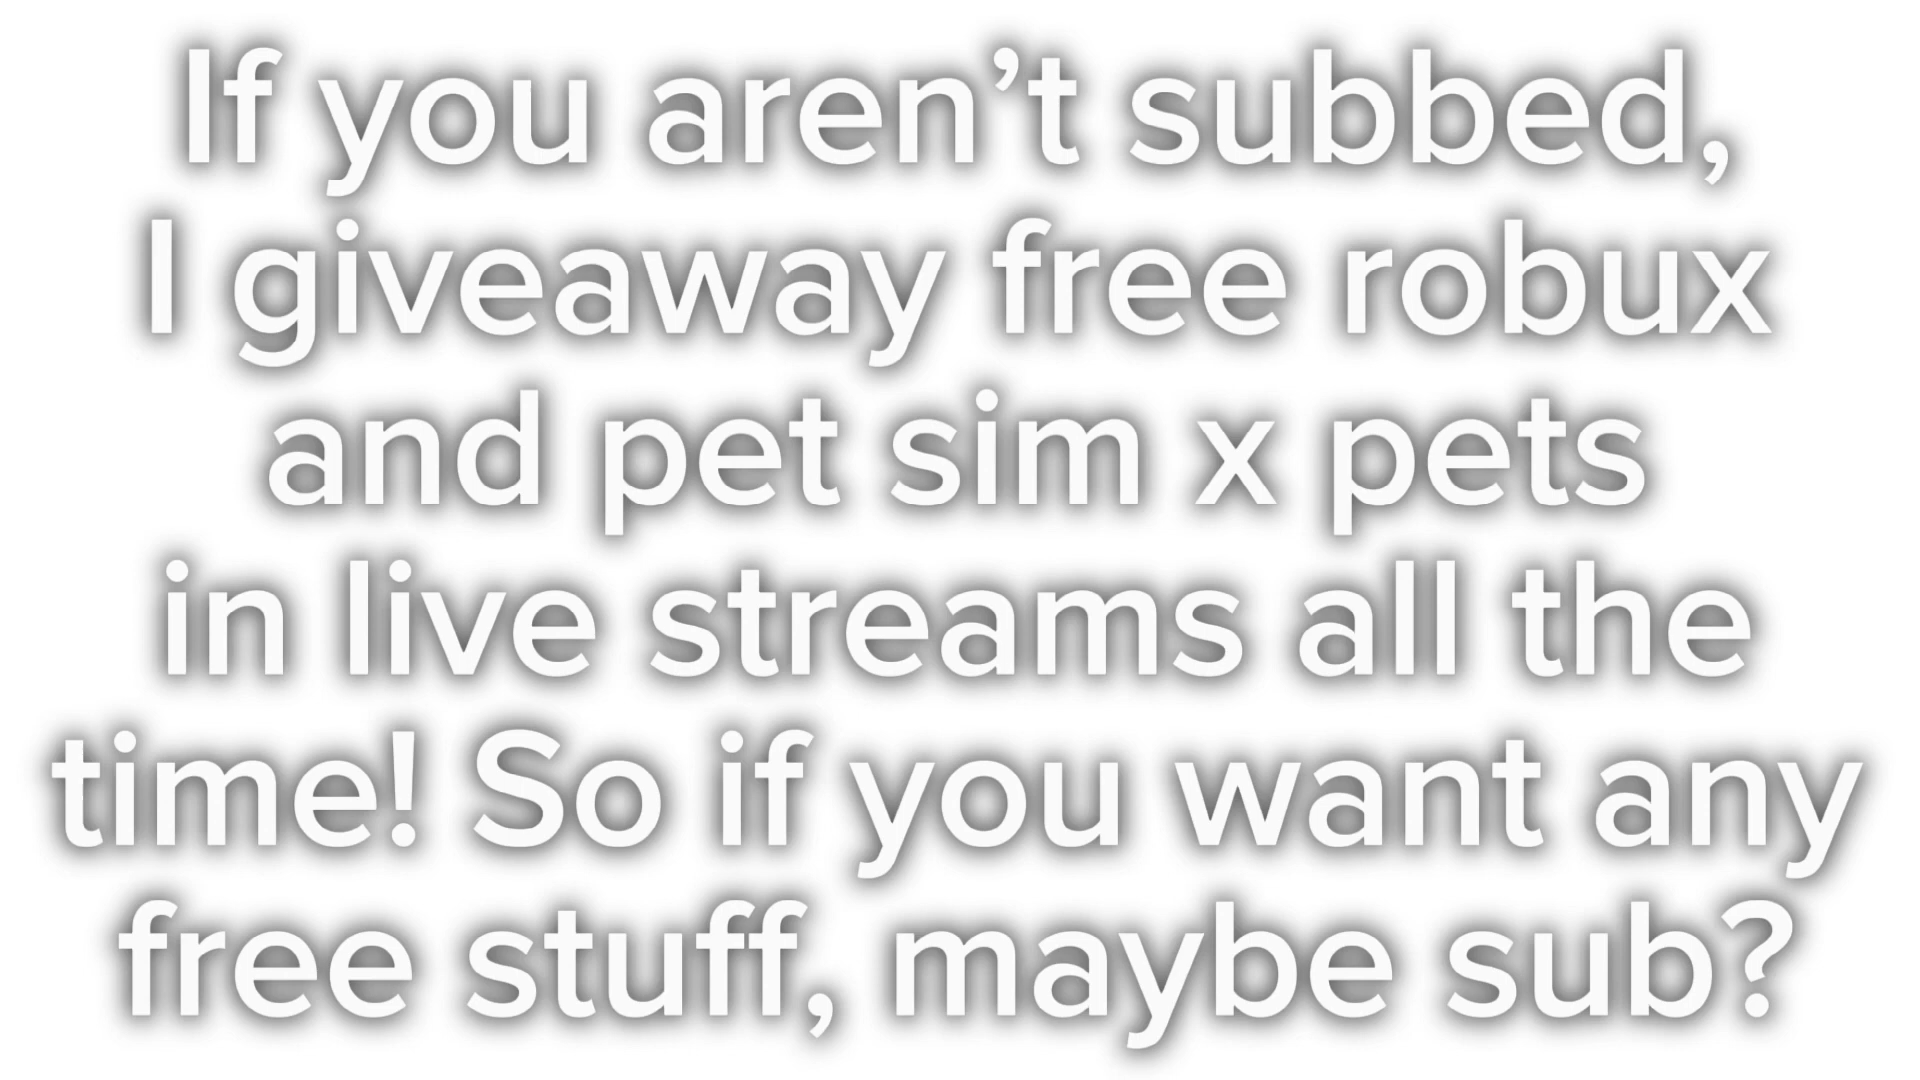 If you aren’t subbed,
I giveaway free robux
and pet sim x pets
in live streams all the
time! So if you want any
free stuff, maybe sub?